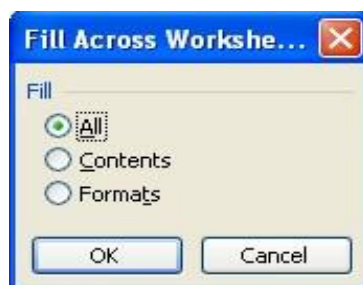 Fill Across Workshe...
Fill
All
Contents
Formats
OK Cancel